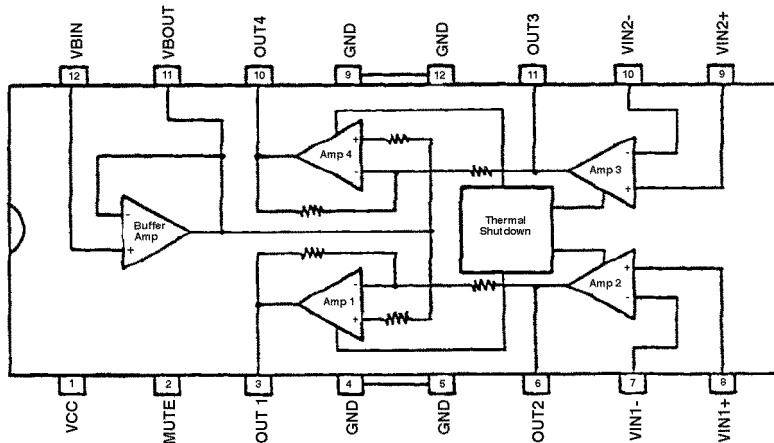 VBIN
VBOUT
OUT4
GND
GND
OUT3
VIN2-
VIN2+
12
11
10
9
12
11
10
9
Amp 4
+
-
Amp 3
-
+
Thermal
Shutdown
Buffer
Amp
-
+
Amp 1
-
+
Amp 2
+
-
1
2
3
4
5
6
7
8
VCC
MUTE
OUT 1
GND
GND
OUT2
VIN1-
VIN1+